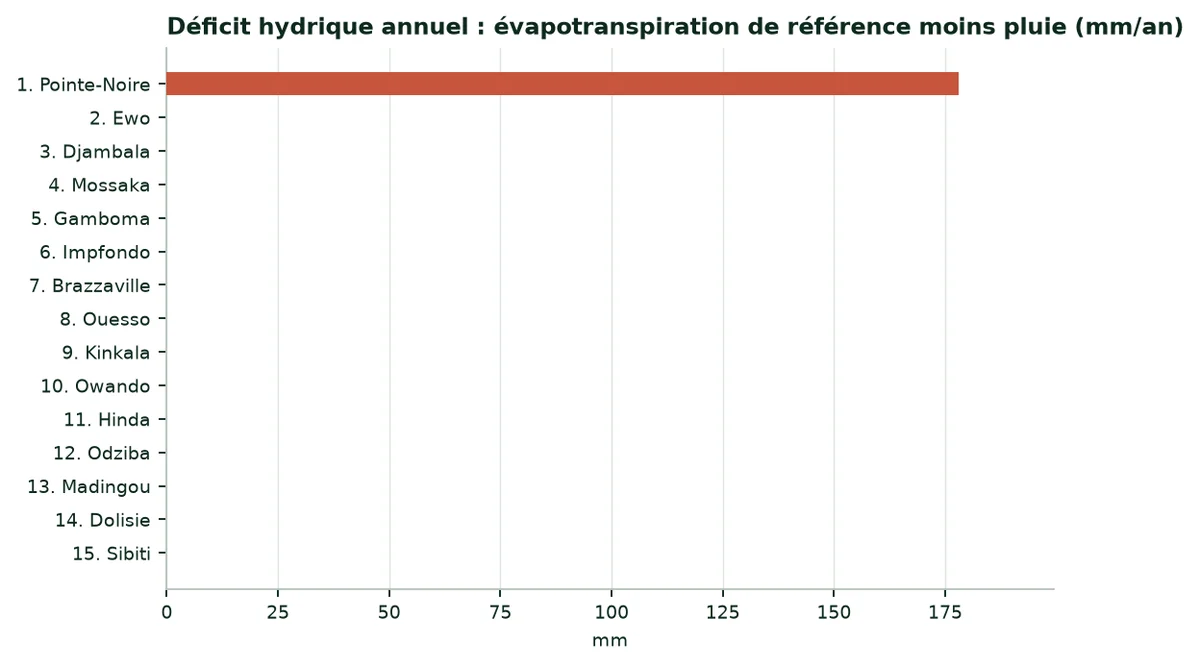 Déficit hydrique annuel : évapotranspiration de référence moins pluie (mm/an)
1. Pointe-Noire
2. Ewo
3. Djambala
4. Mossaka
5. Gamboma
6. Impfondo
7. Brazzaville
8. Ouesso
9. Kinkala
10. Owando
11. Hinda
12. Odziba
13. Madingou
14. Dolisie
15. Sibiti
0 25 50 75 100 125 150 175
mm